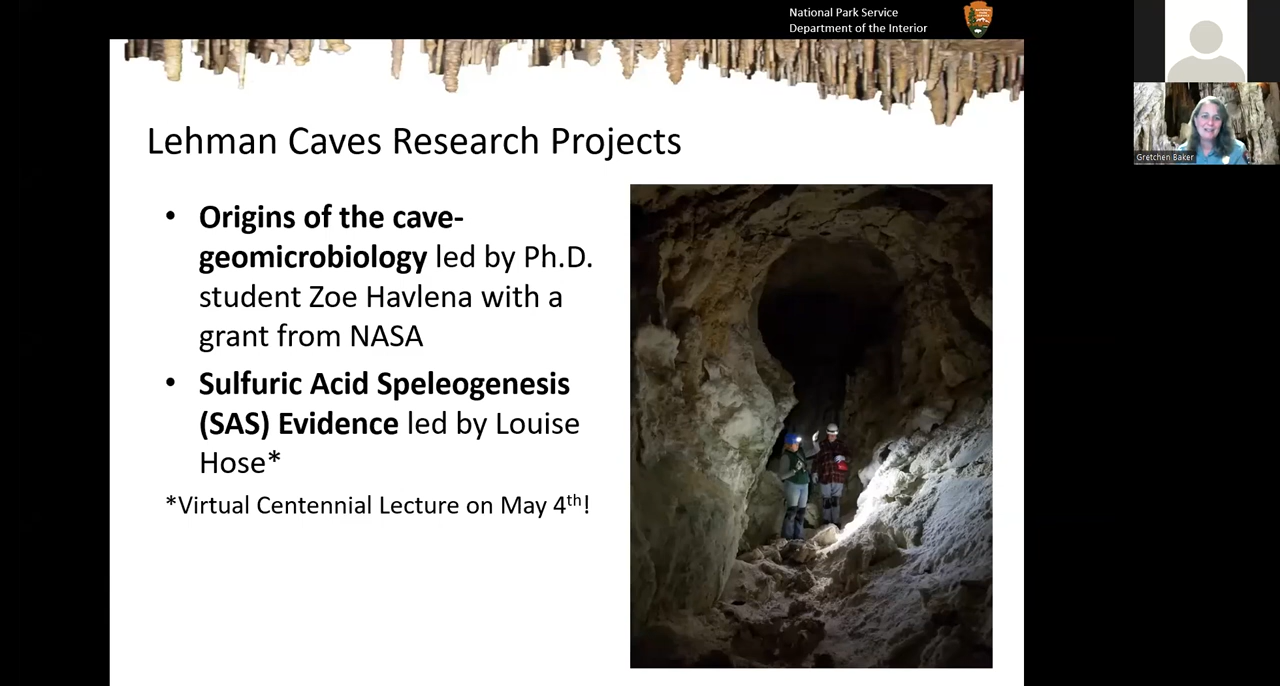 National Park Service
Department of the Interior
Gretchen Baker
Lehman Caves Research Projects
• Origins of the cave-
geomicrobiology led by Ph.D.
student Zoe Havlena with a
grant from NASA
• Sulfuric Acid Speleogenesis
(SAS) Evidence led by Louise
Hose*
*Virtual Centennial Lecture on May 4th!